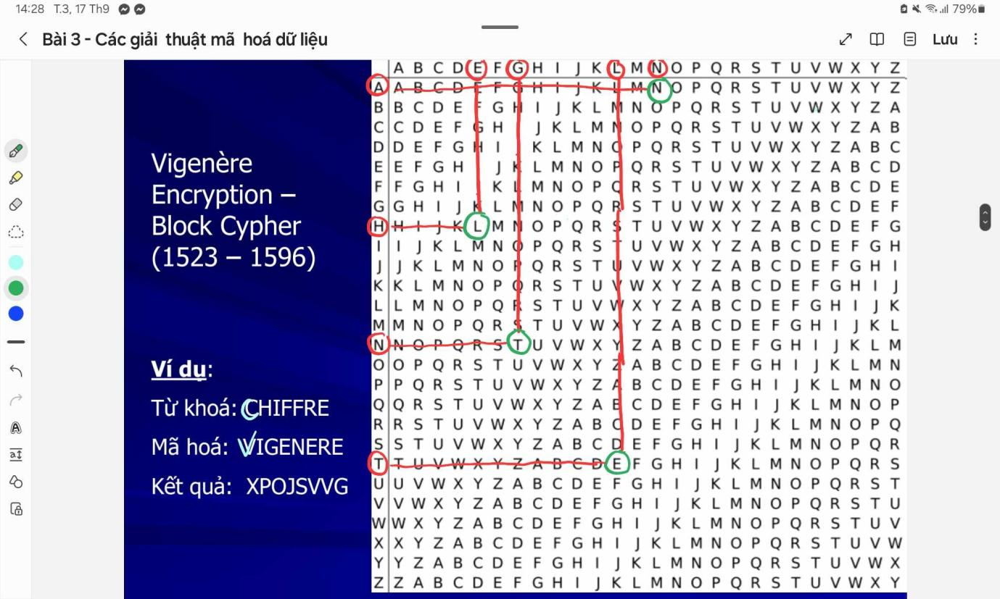 14:28 T.3, 17 Th9 79%
Bài 3 - Các giải thuật mã hoá dữ liệu
Lưu
Vigenère
Encryption –
Block Cypher
(1523 – 1596)
Ví dụ:
Từ khoá: CHIFFRE
Mã hoá: VIGENERE
Kết quả: XPOJSVVG
A B C D E F G H I J K L M N O P Q R S T U V W X Y Z
A A B C D E F G H I J K L M N O P Q R S T U V W X Y Z
B B C D E F G H I J K L M N O P Q R S T U V W X Y Z A
C C D E F G H J K L M N O P Q R S T U V W X Y Z A B
D D E F G H I J K L M N O P Q R S T U V W X Y Z A B C
E E F G H J K L M N O P Q R S T U V W X Y Z A B C D
F F G H I J K L M N O P Q R S T U V W X Y Z A B C D E
G G H I J K L M N O P Q R S T U V W X Y Z A B C D E F
H H I J K L M N O P Q R S T U V W X Y Z A B C D E F G
I I J K L M N O P Q R S T U V W X Y Z A B C D E F G H
J J K L M N O P Q R S T U V W X Y Z A B C D E F G H I
K K L M N O P Q R S T U V W X Y Z A B C D E F G H I J
L L M N O P Q R S T U V W X Y Z A B C D E F G H I J K
M M N O P Q R S T U V W X Y Z A B C D E F G H I J K L
N N O P Q R S T U V W X Y Z A B C D E F G H I J K L M
O O P Q R S T U V W X Y Z A B C D E F G H I J K L M N
P P Q R S T U V W X Y Z A B C D E F G H I J K L M N O
Q Q R S T U V W X Y Z A B C D E F G H I J K L M N O P
R R S T U V W X Y Z A B C D E F G H I J K L M N O P Q
S S T U V W X Y Z A B C D E F G H I J K L M N O P Q R
T T U V W X Y Z A B C D E F G H I J K L M N O P Q R S
U U V W X Y Z A B C D E F G H I J K L M N O P Q R S T
V V W X Y Z A B C D E F G H I J K L M N O P Q R S T U
W W X Y Z A B C D E F G H I J K L M N O P Q R S T U V
X X Y Z A B C D E F G H I J K L M N O P Q R S T U V W
Y Y Z A B C D E F G H I J K L M N O P Q R S T U V W X
Z Z A B C D E F G H I J K L M N O P Q R S T U V W X Y